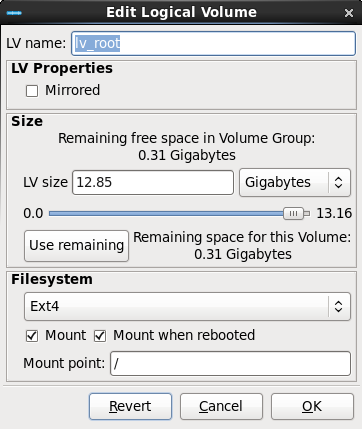 Edit Logical Volume
LV name: lv_root
LV Properties
Mirrored
Size
Remaining free space in Volume Group:
0.31 Gigabytes
LV size 12.85 Gigabytes
0.0 13.16
Use remaining
Remaining space for this Volume:
0.31 Gigabytes
Filesystem
Ext4
Mount Mount when rebooted
Mount point: /
Revert Cancel OK